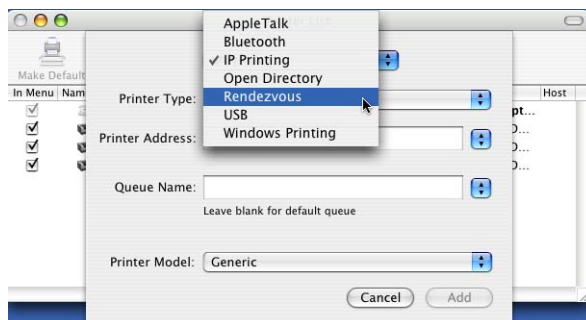 AppleTalk
Bluetooth
✓ IP Printing
Open Directory
Rendezvous
USB
Windows Printing
Make Default
In Menu Nam
Host
Printer Type:
Printer Address:
Queue Name:
Leave blank for default queue
Printer Model: Generic
Cancel Add